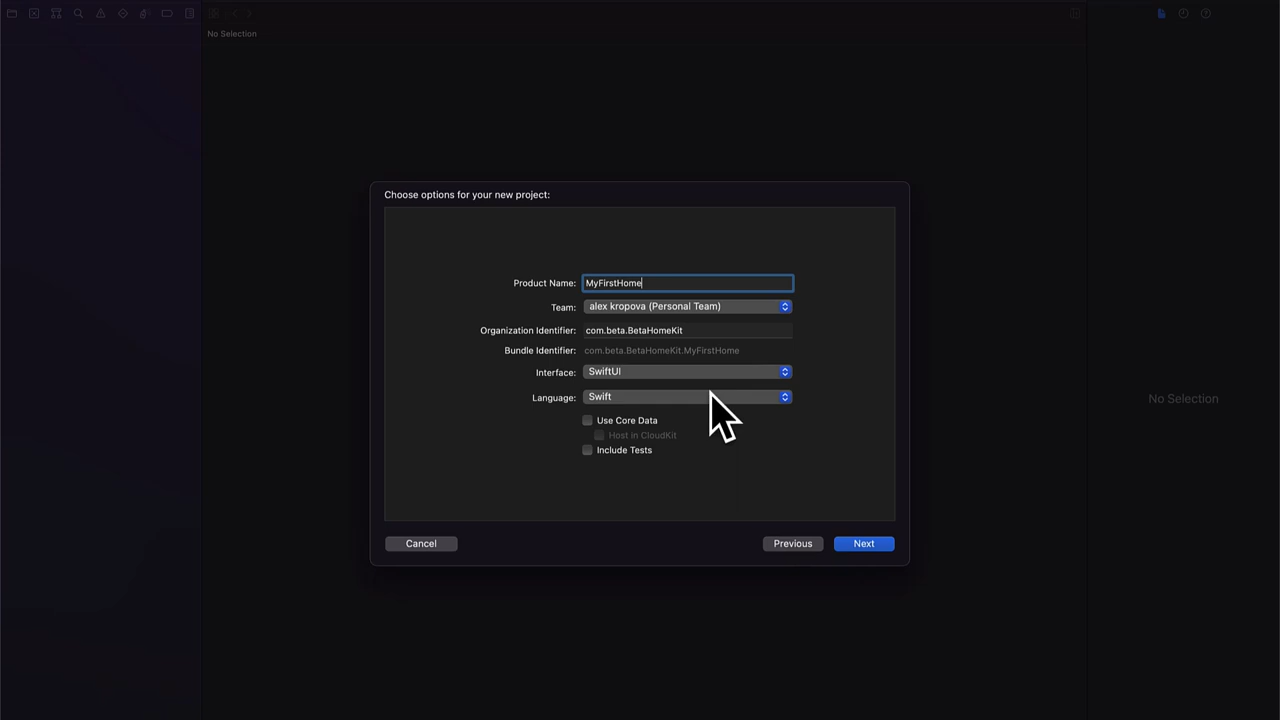 No Selection
Choose options for your new project:
Product Name: MyFirstHome
Team: alex kropova (Personal Team)
Organization Identifier: com.beta.BetaHomeKit
Bundle Identifier: com.beta.BetaHomeKit.MyFirstHome
Interface: SwiftUI
Language: Swift
No Selection
Use Core Data
Host in CloudKit
Include Tests
Cancel Previous Next